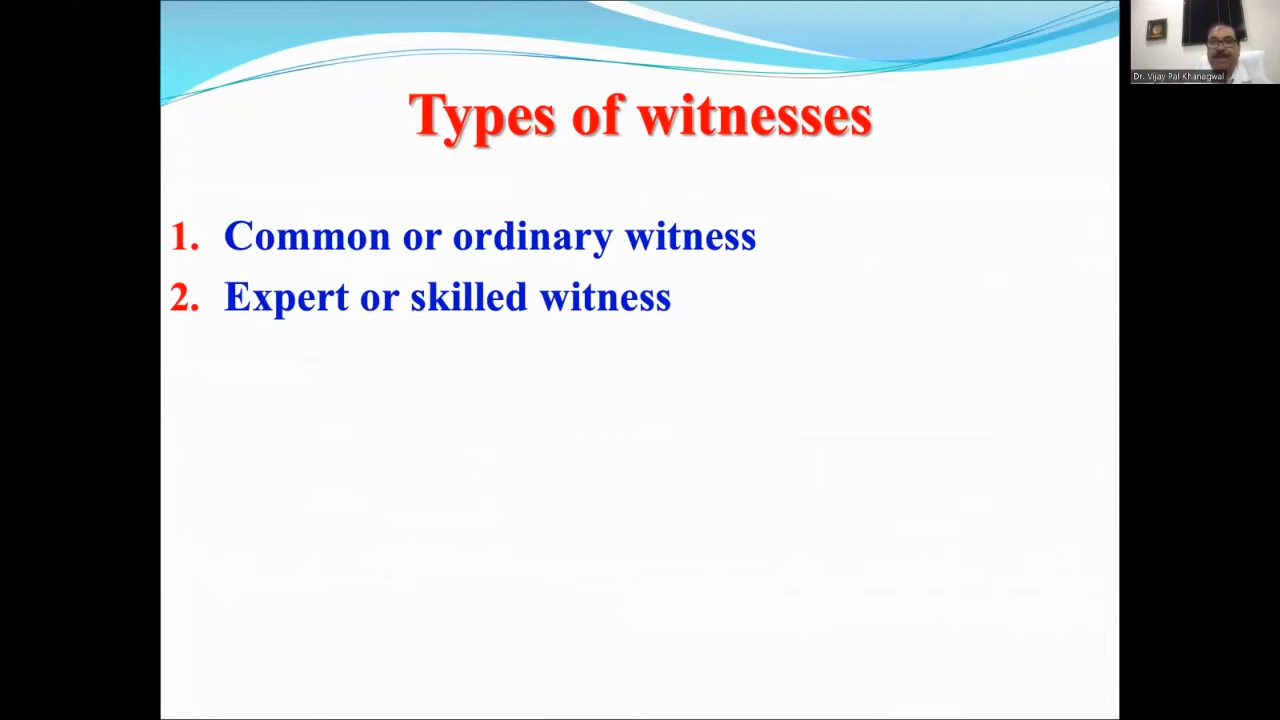 Types of witnesses
1. Common or ordinary witness
2. Expert or skilled witness
Dr. Vijay Pal Khanagwal